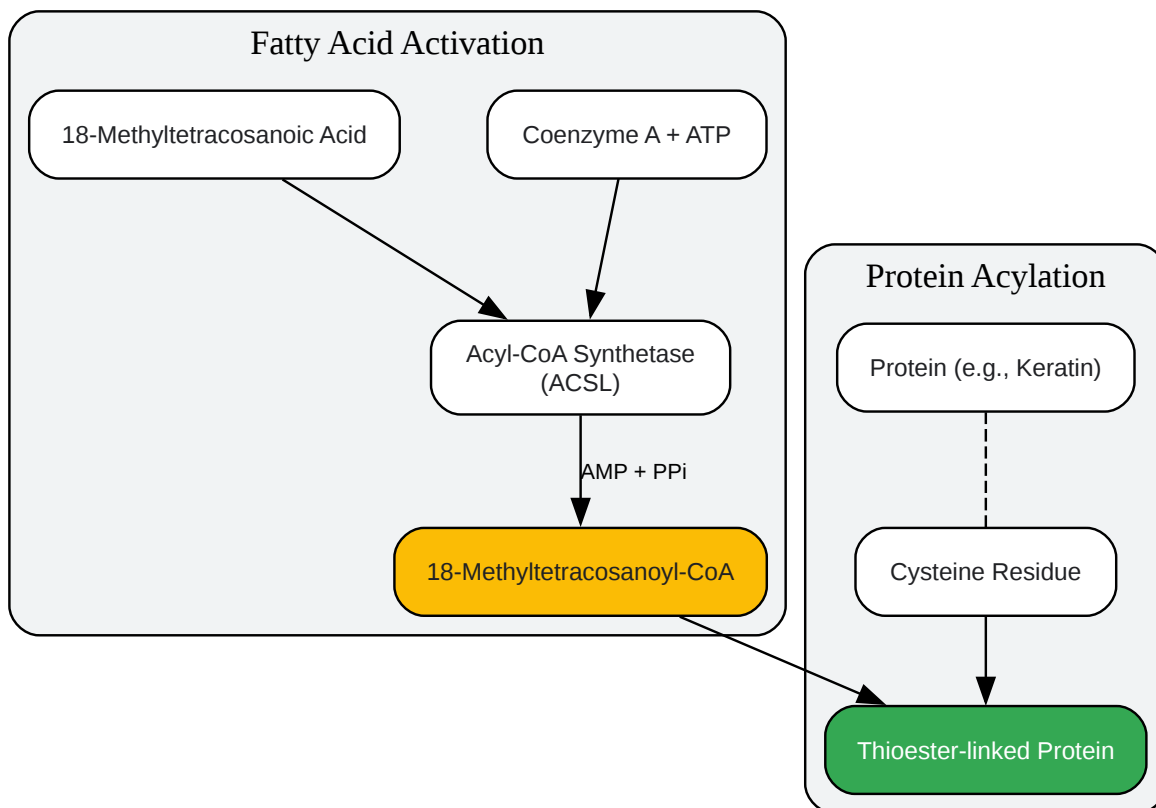 Fatty Acid Activation
18-Methyltetracosanoic Acid
Coenzyme A + ATP
Acyl-CoA Synthetase
(ACSL)
AMP + PPi
18-Methyltetracosanoyl-CoA
Protein Acylation
Protein (e.g., Keratin)
Cysteine Residue
Thioester-linked Protein